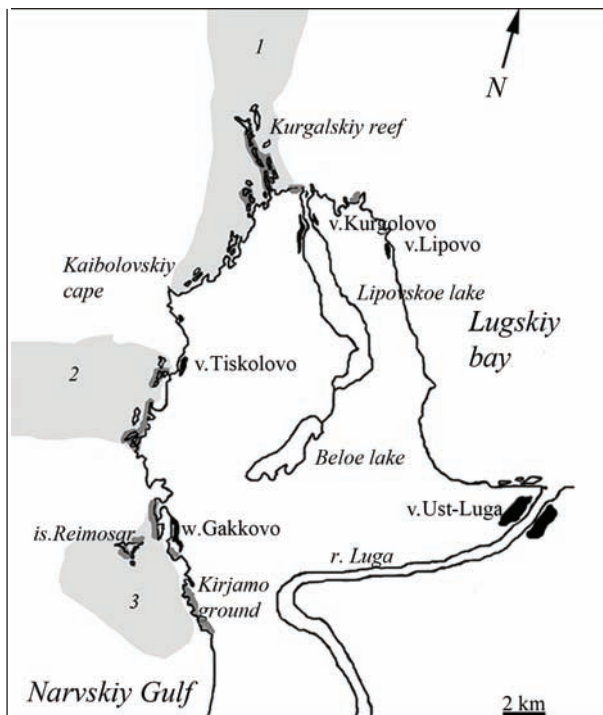 1
N
Kurgalskiy reef
v.Kurgolovo
v.Lipovo
Kaibolovskiy
cape
Lipovskoe lake
Lugskiy
bay
2
v.Tiskolovo
Beloe lake
v.Ust-Luga
is.Reimosar
w.Gakkovo
r. Luga
Kirjamo
ground
3
Narvskiy Gulf
2 km